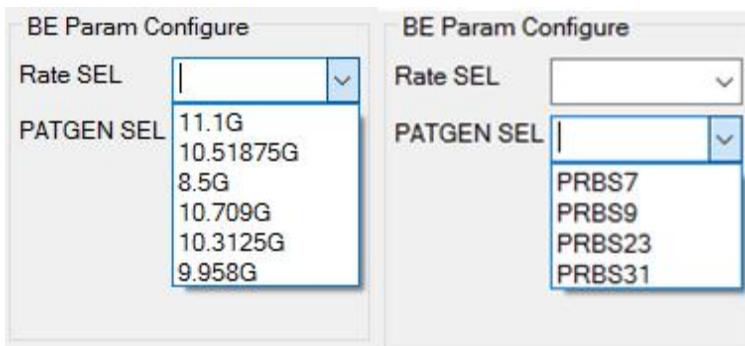 BE Param Configure
Rate SEL
PATGEN SEL
11.1G
10.51875G
8.5G
10.709G
10.3125G
9.958G
BE Param Configure
Rate SEL
PATGEN SEL
PRBS7
PRBS9
PRBS23
PRBS31